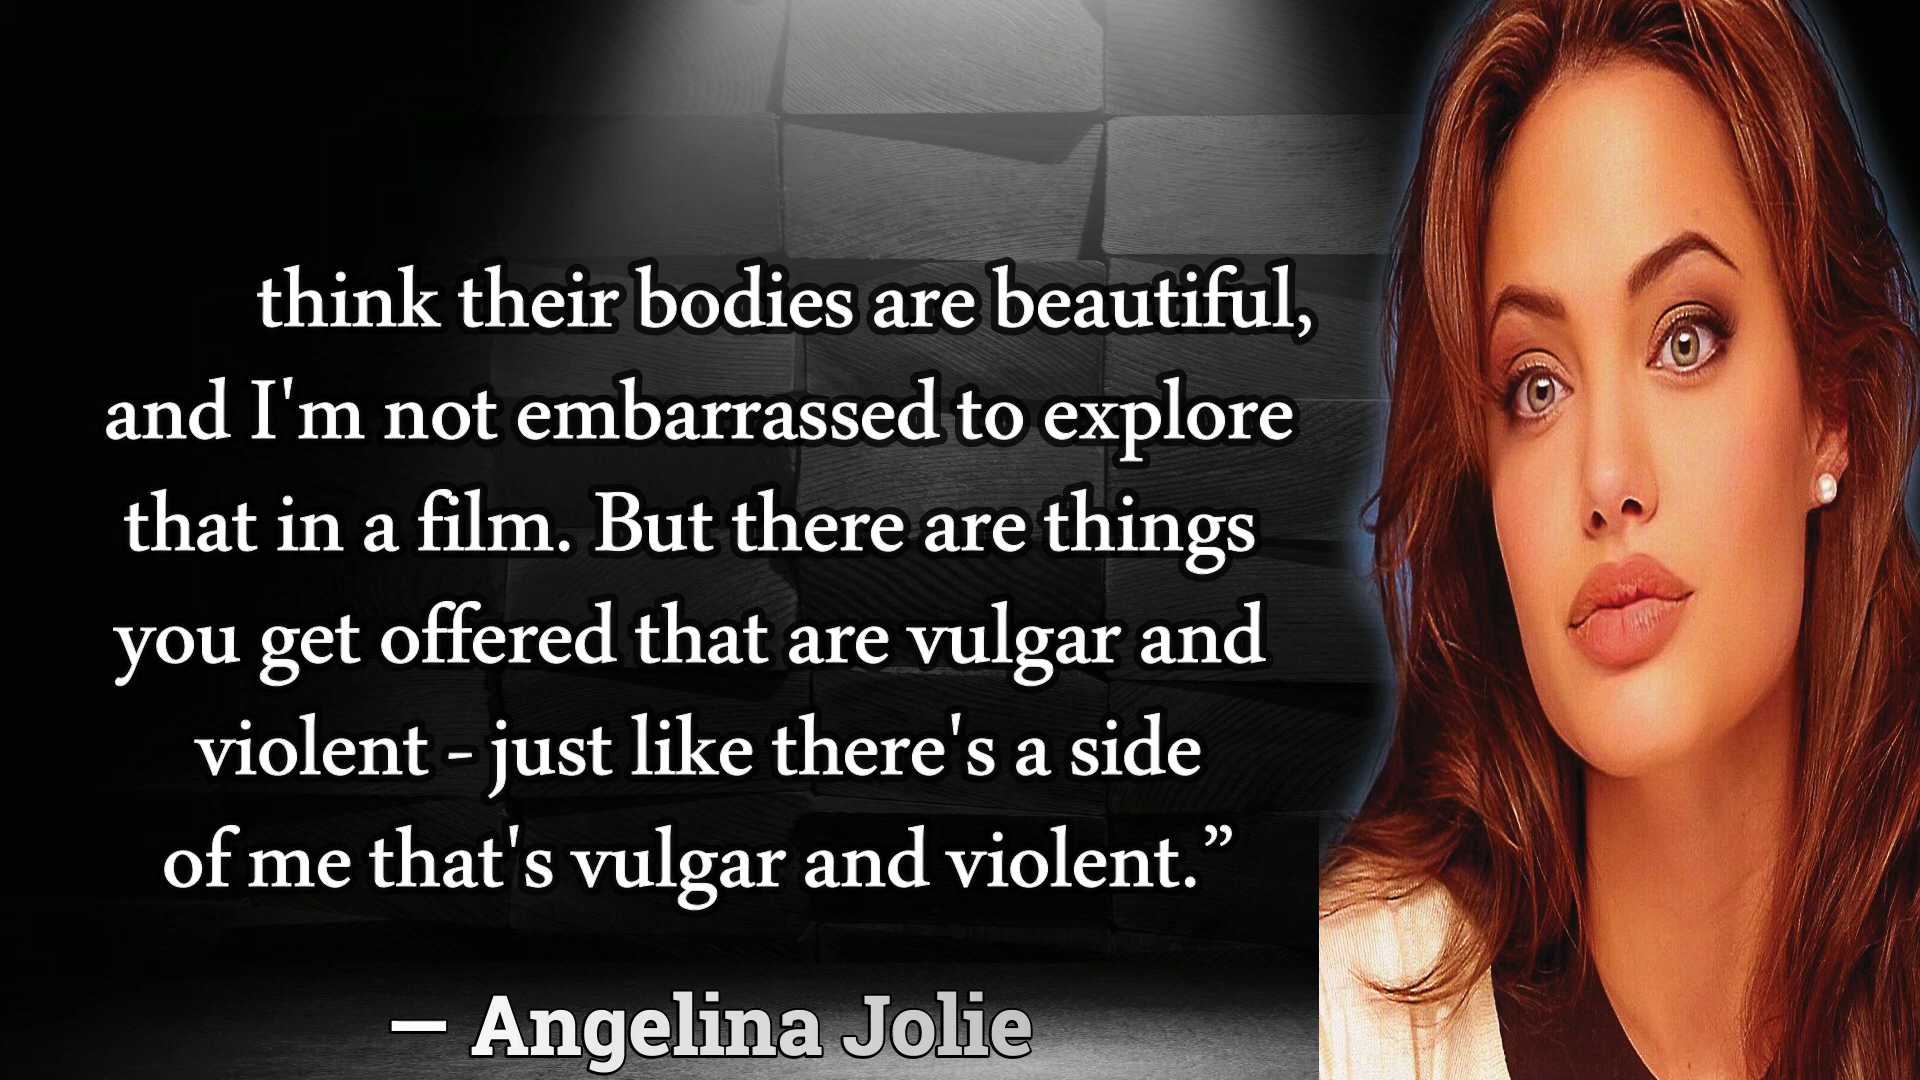 think their bodies are beautiful,
and I'm not embarrassed to explore
that in a film. But there are things
you get offered that are vulgar and
violent - just like there's a side
of me that's vulgar and violent.”
— Angelina Jolie